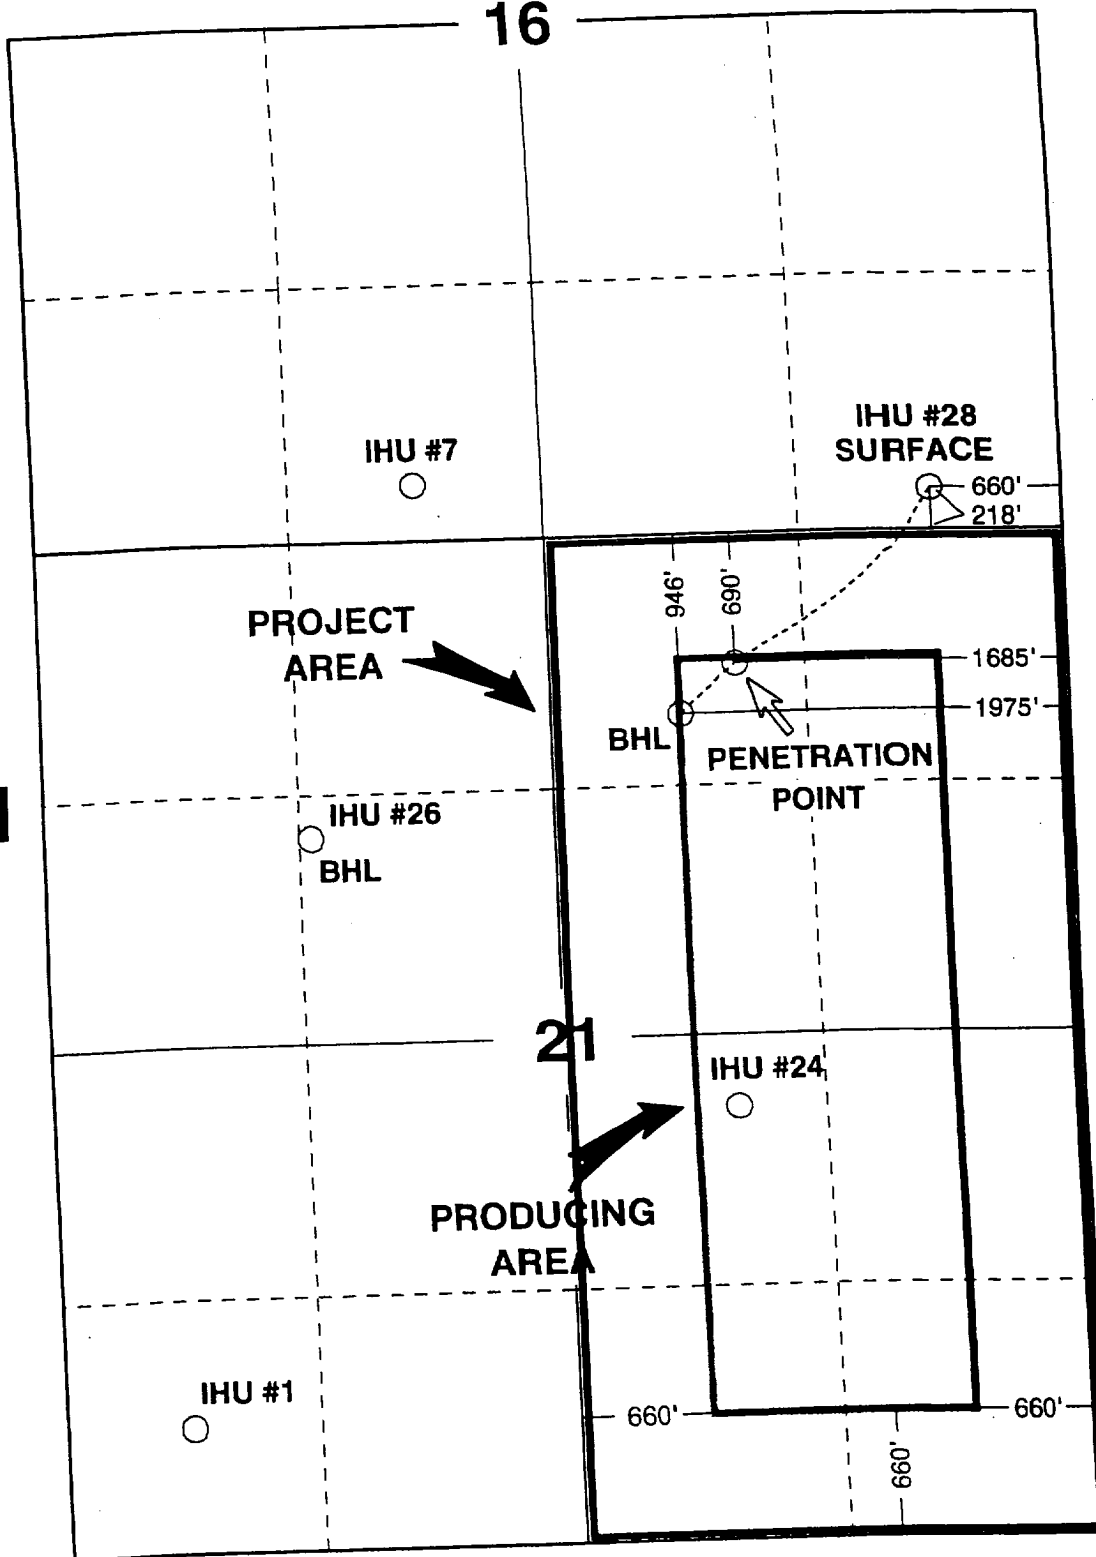 16
IHU #7
IHU #28
SURFACE
660'
218'
946'
690'
PROJECT
AREA
1685'
1975'
BHL
PENETRATION
POINT
IHU #26
BHL
21
IHU #24
PRODUCING
AREA
IHU #1
660'
660'
660'